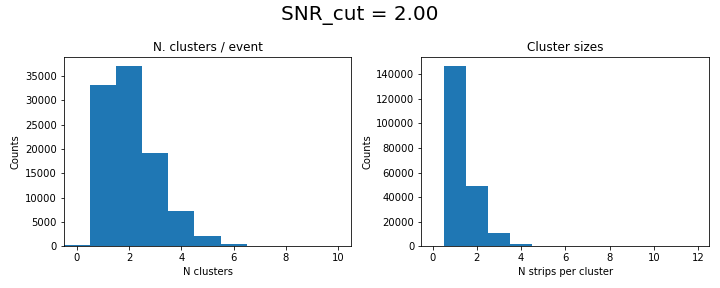 SNR_cut = 2.00
N. clusters / event
Counts
35000
30000
25000
20000
15000
10000
5000
0
0 2 4 6 8 10
N clusters
Cluster sizes
Counts
140000
120000
100000
80000
60000
40000
20000
0
0 2 4 6 8 10 12
N strips per cluster